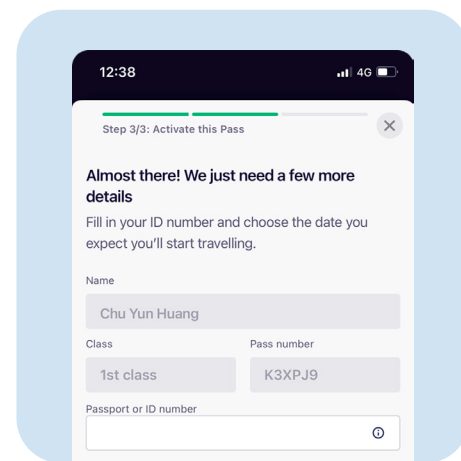 12:38 4G
Step 3/3: Activate this Pass
Almost there! We just need a few more
details
Fill in your ID number and choose the date you
expect you'll start travelling.
Name
Chu Yun Huang
Class Pass number
1st class K3XPJ9
Passport or ID number